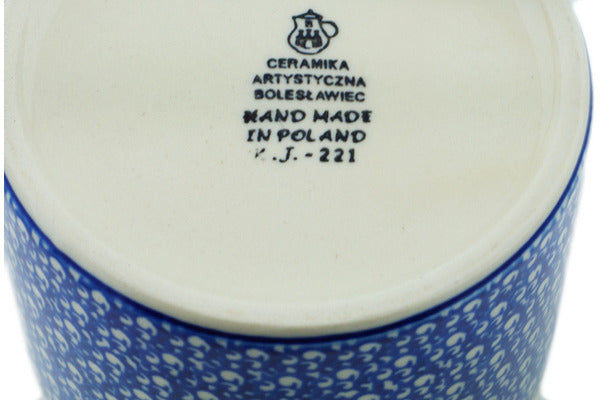 CERAMIKA
ARTYSTYCZNA
BOLESŁAWIEC
HAND MADE
IN POLAND
J. - 221